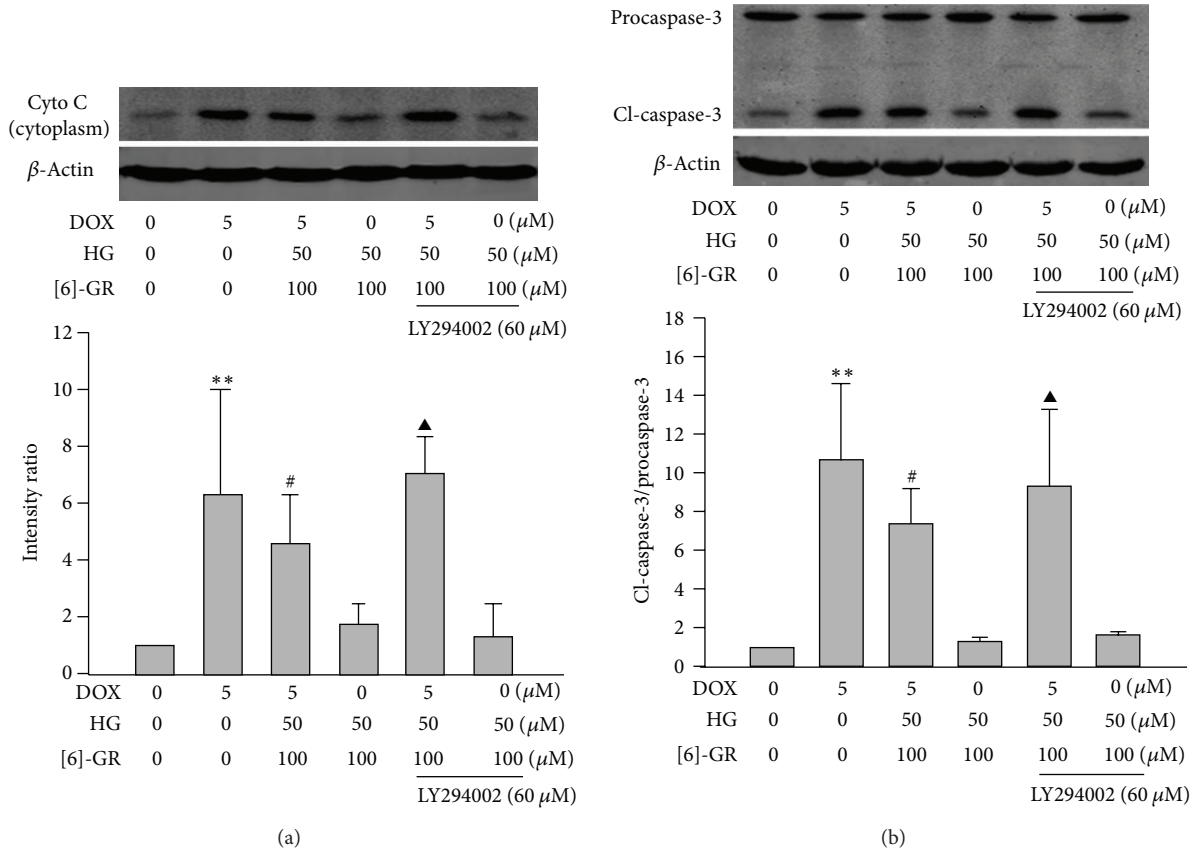 Cyto C
(cytoplasm)
β-Actin
DOX 0 5 5 0 5 0 (μM)
HG 0 0 50 50 50 50 (μM)
[6]-GR 0 0 100 100 100 100 (μM)
LY294002 (60 μM)
Intensity ratio
12
10
8
6
4
2
0
**
#
▲
DOX 0 5 5 0 5 0 (μM)
HG 0 0 50 50 50 50 (μM)
[6]-GR 0 0 100 100 100 100 (μM)
LY294002 (60 μM)
(a)
Procaspase-3
Cl-caspase-3
β-Actin
DOX 0 5 5 0 5 0 (μM)
HG 0 0 50 50 50 50 (μM)
[6]-GR 0 0 100 100 100 100 (μM)
LY294002 (60 μM)
Cl-caspase-3/procaspase-3
18
16
14
12
10
8
6
4
2
0
**
#
▲
DOX 0 5 5 0 5 0 (μM)
HG 0 0 50 50 50 50 (μM)
[6]-GR 0 0 100 100 100 100 (μM)
LY294002 (60 μM)
(b)